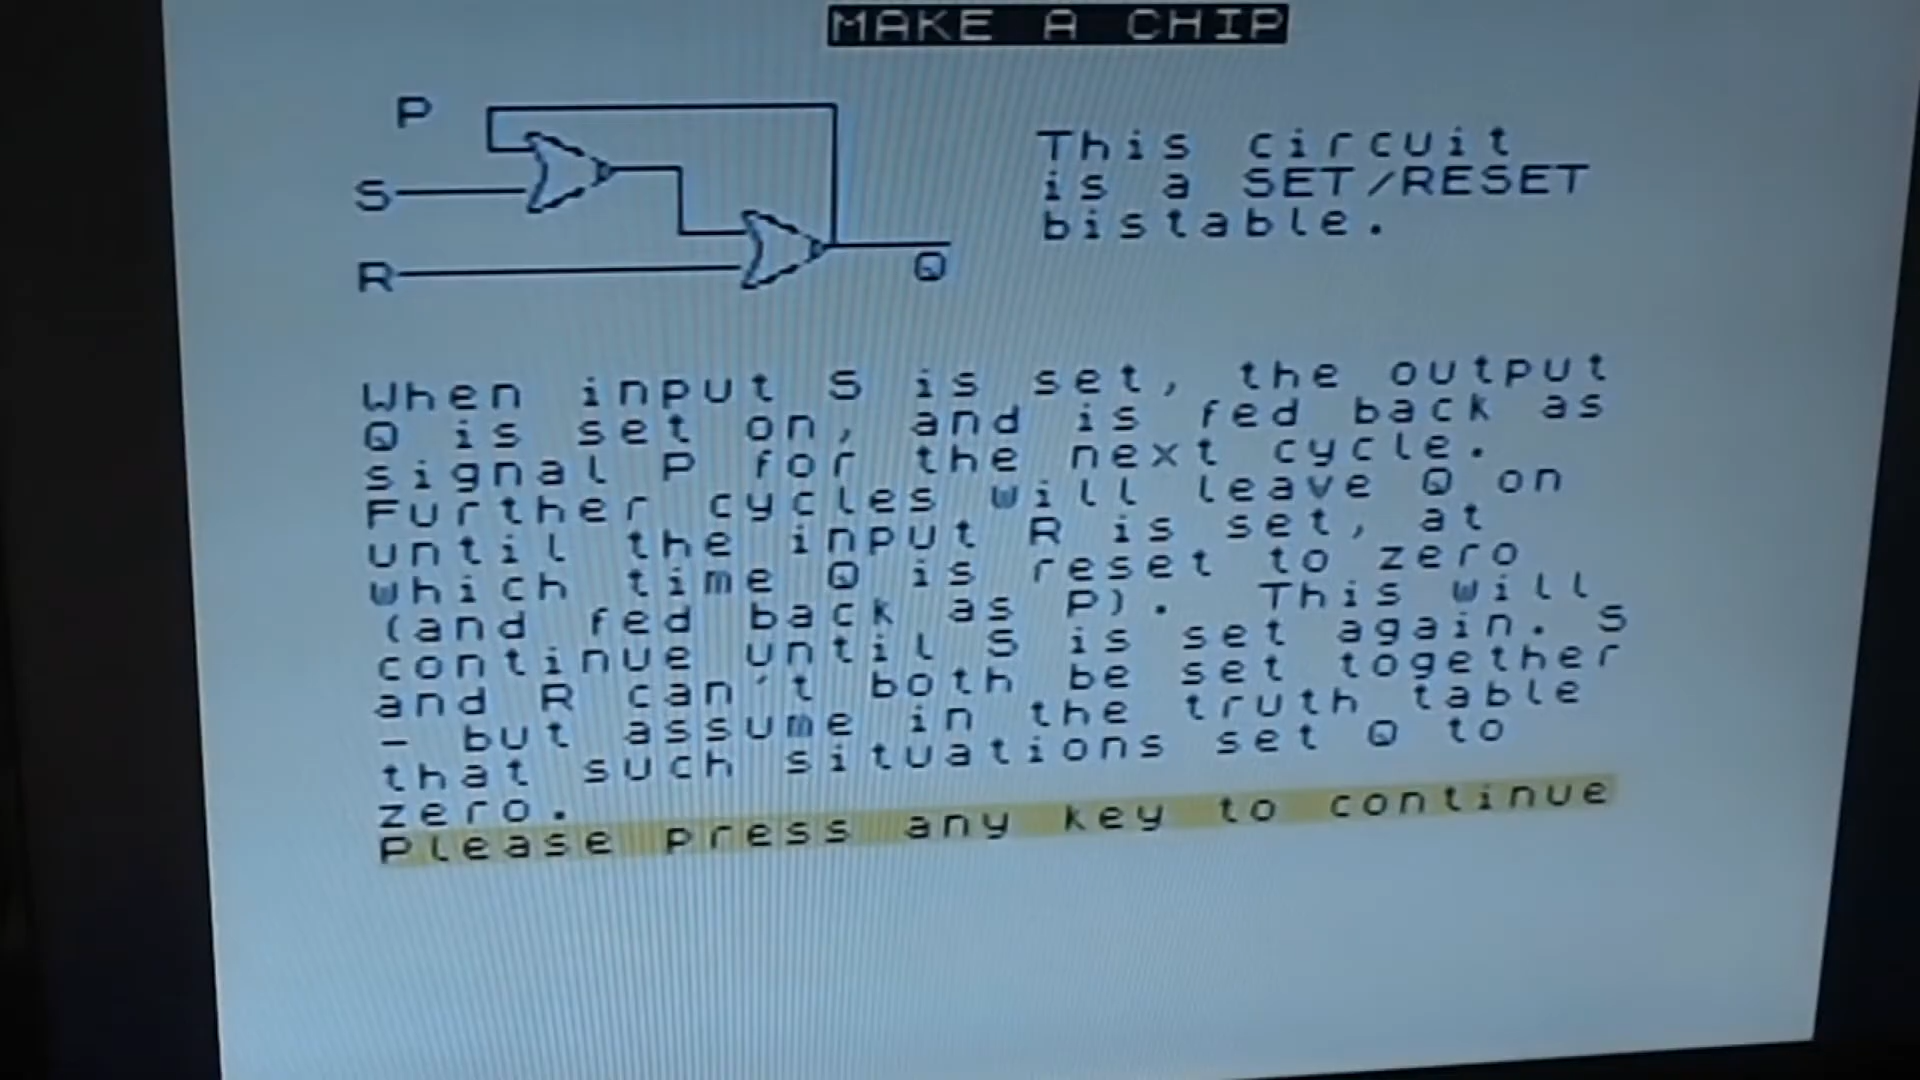 MAKE A CHIP
P
S
R
Q
This circuit
is a SET/RESET
bistable.
When input S is set, the output
Q is set on, and is fed back as
signal P for the next cycle.
Further cycles will leave Q on
until the input R is set, at
which time Q is reset to zero
(and fed back as P). This will
continue until S is set again. S
and R can't both be set together
- but assume in the truth table
that such situations set Q to
zero.
Please press any key to continue